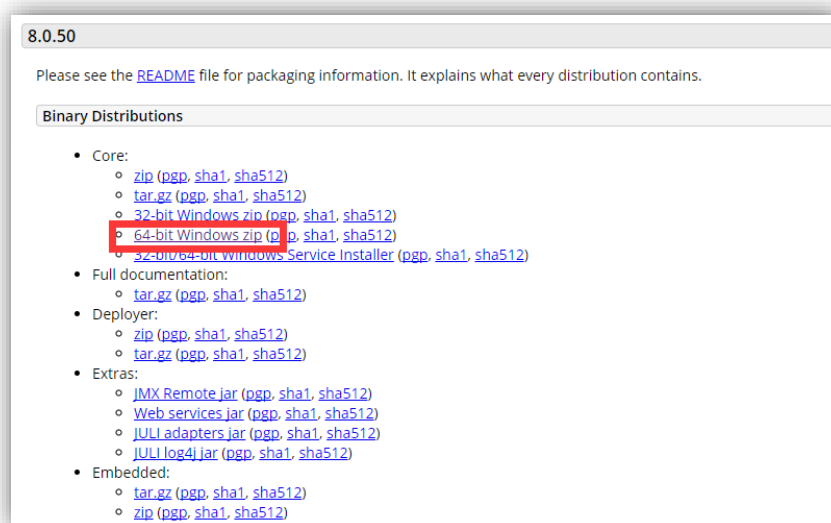 8.0.50
Please see the README file for packaging information. It explains what every distribution contains.
Binary Distributions
Core:
zip (pgp, sha1, sha512)
tar.gz (pgp, sha1, sha512)
32-bit Windows zip (pgp, sha1, sha512)
64-bit Windows zip (pgp, sha1, sha512)
32-bit/64-bit Windows Service Installer (pgp, sha1, sha512)
Full documentation:
tar.gz (pgp, sha1, sha512)
Deployer:
zip (pgp, sha1, sha512)
tar.gz (pgp, sha1, sha512)
Extras:
JMX Remote jar (pgp, sha1, sha512)
Web services jar (pgp, sha1, sha512)
JULI adapters jar (pgp, sha1, sha512)
JULI log4j jar (pgp, sha1, sha512)
Embedded:
tar.gz (pgp, sha1, sha512)
zip (pgp, sha1, sha512)